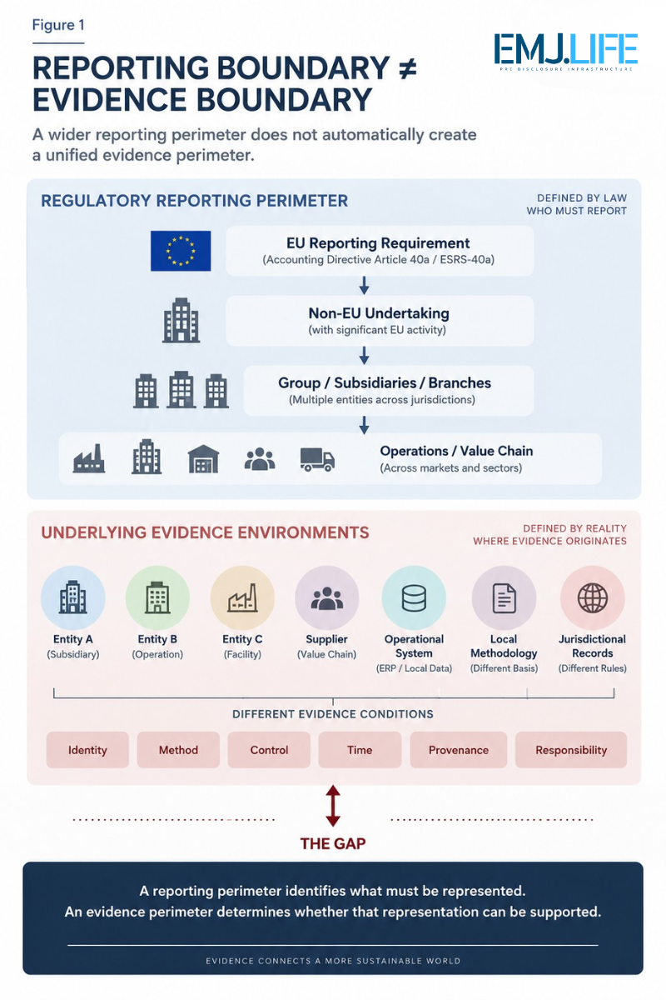 Figure 1
EMJ.LIFE
PRE DISCLOSURE INFRASTRUCTURE
REPORTING BOUNDARY ≠
EVIDENCE BOUNDARY
A wider reporting perimeter does not automatically create
a unified evidence perimeter.
REGULATORY REPORTING PERIMETER
DEFINED BY LAW
WHO MUST REPORT
EU Reporting Requirement
(Accounting Directive Article 40a / ESRS-40a)
Non-EU Undertaking
(with significant EU activity)
Group / Subsidiaries / Branches
(Multiple entities across jurisdictions)
Operations / Value Chain
(Across markets and sectors)
UNDERLYING EVIDENCE ENVIRONMENTS
DEFINED BY REALITY
WHERE EVIDENCE ORIGINATES
Entity A
(Subsidiary)
Entity B
(Operation)
Entity C
(Facility)
Supplier
(Value Chain)
Operational
System
(ERP / Local Data)
Local
Methodology
(Different Basis)
Jurisdictional
Records
(Different Rules)
DIFFERENT EVIDENCE CONDITIONS
Identity
Method
Control
Time
Provenance
Responsibility
THE GAP
A reporting perimeter identifies what must be represented.
An evidence perimeter determines whether that representation can be supported.
EVIDENCE CONNECTS A MORE SUSTAINABLE WORLD